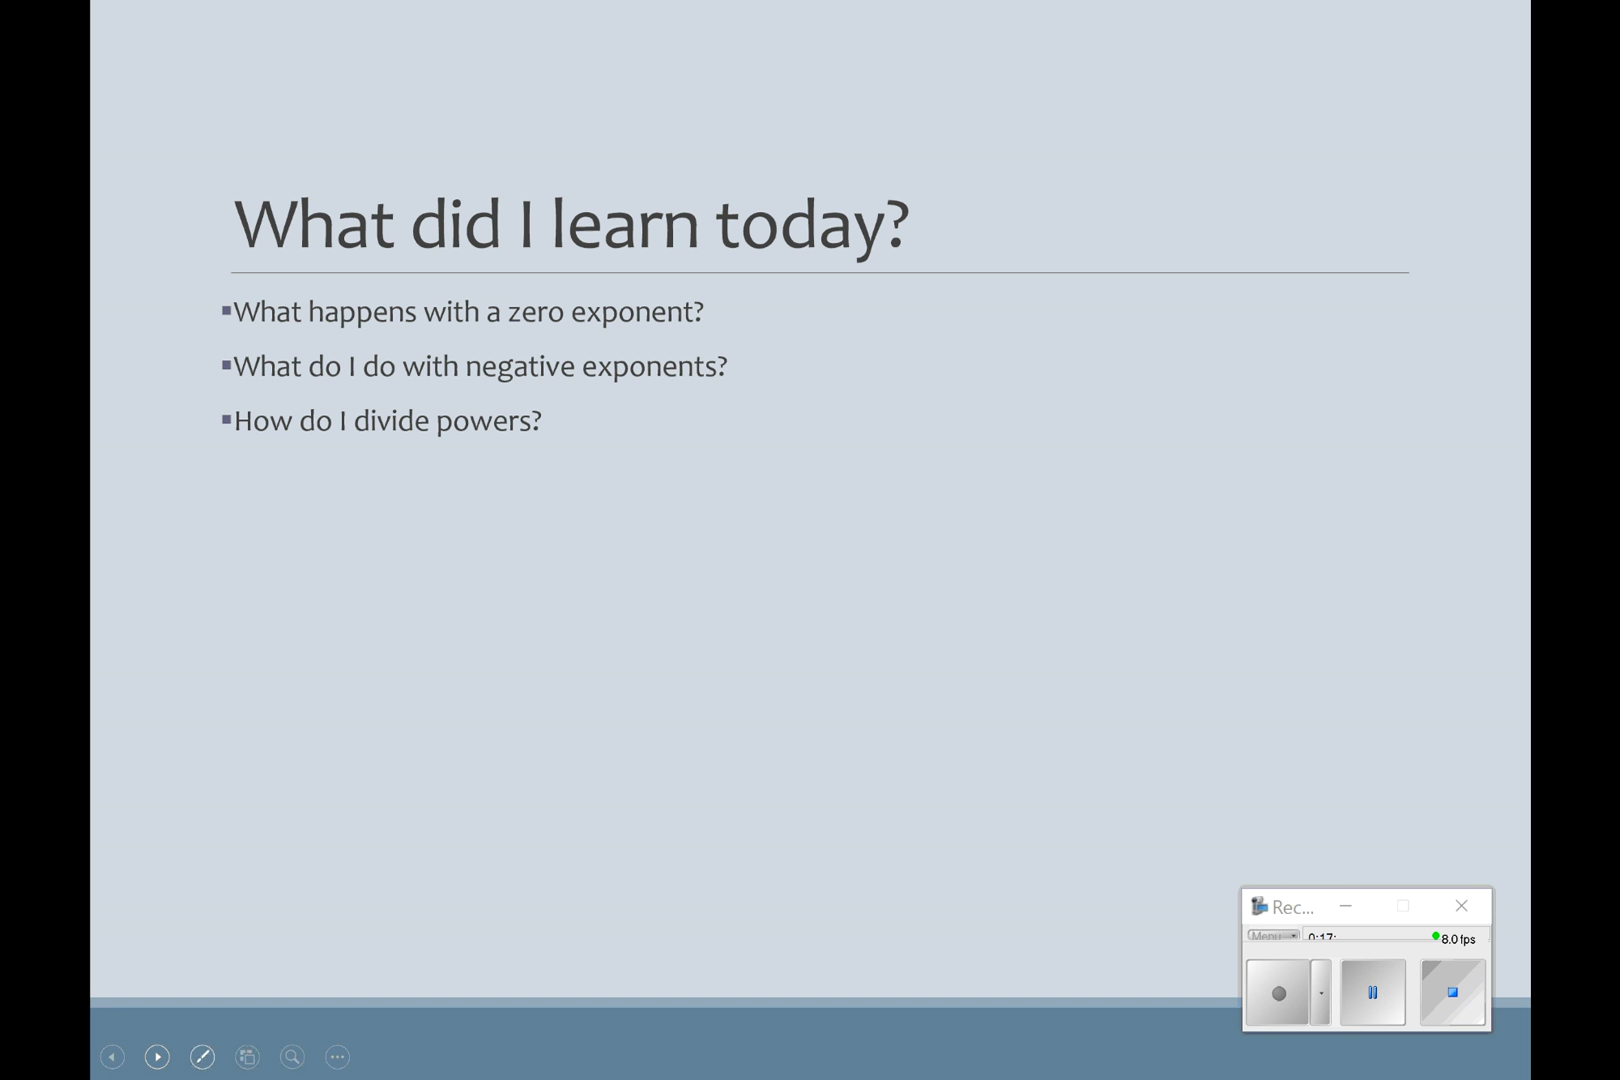 What did I learn today?
▪What happens with a zero exponent?
▪What do I do with negative exponents?
▪How do I divide powers?
Rec...
Menu
0:17:
8.0 fps